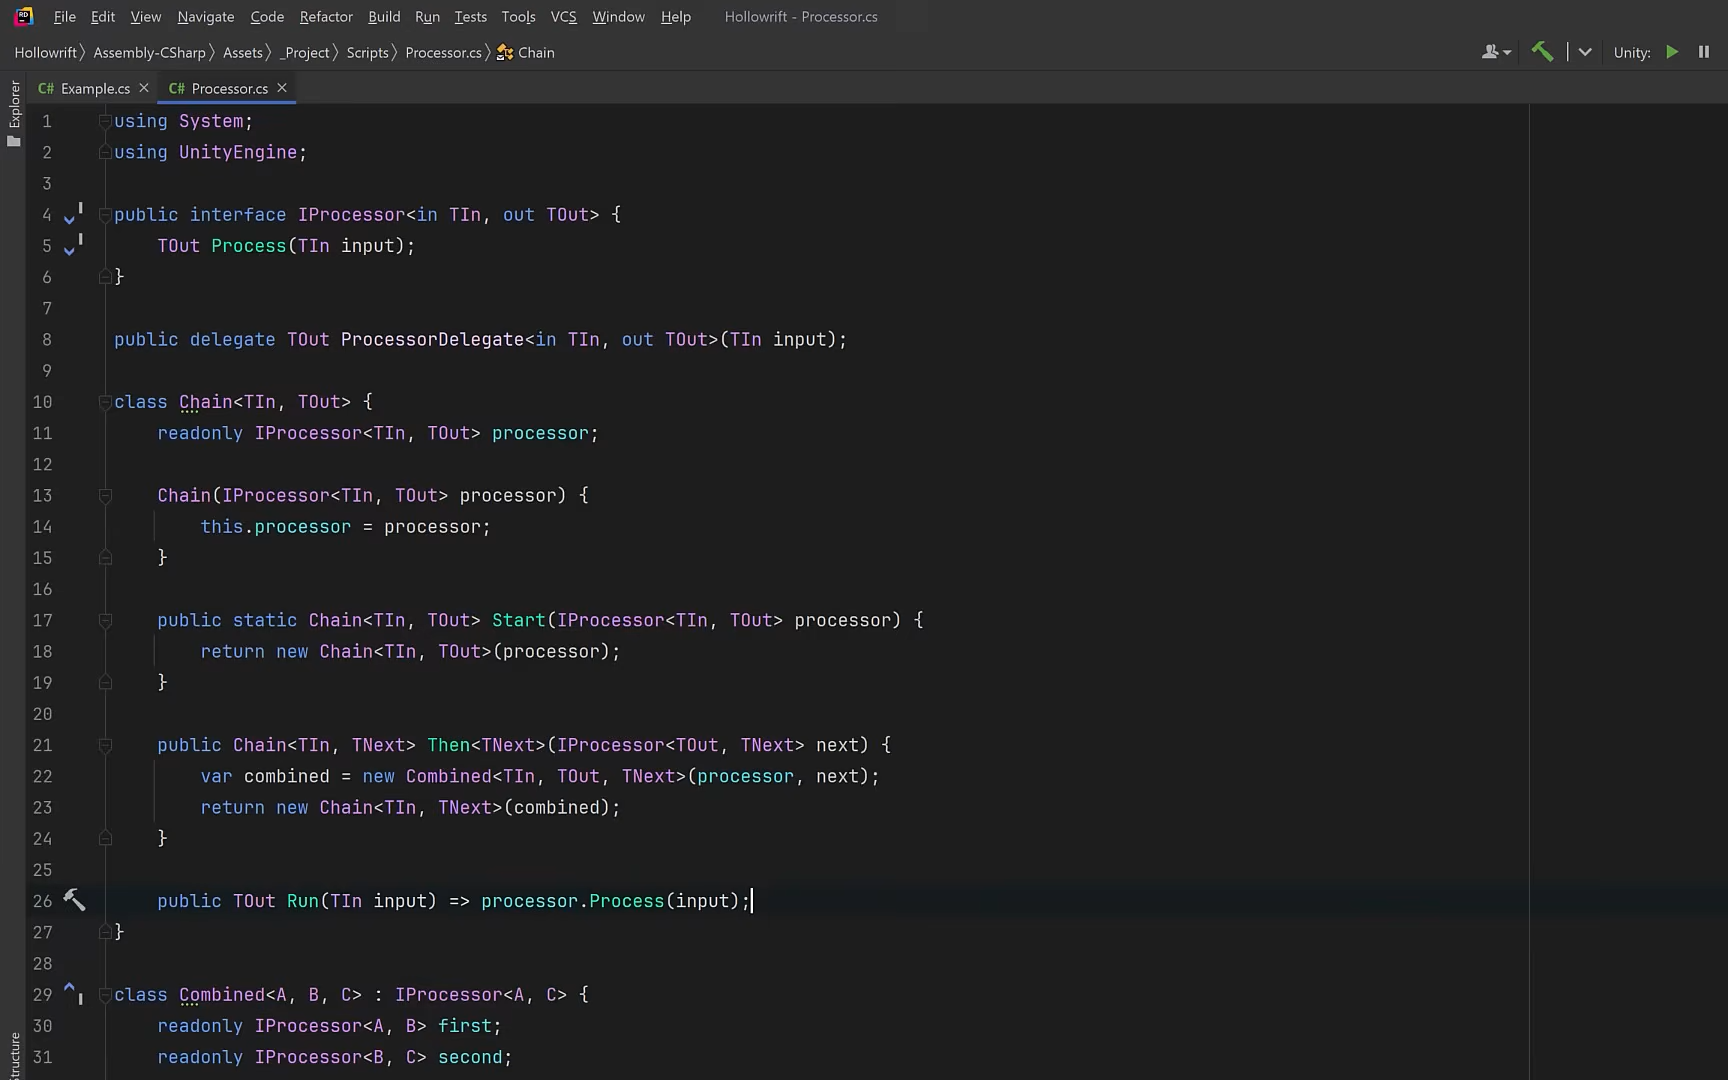 File Edit View Navigate Code Refactor Build Run Tests Tools VCS Window Help Hollowrift - Processor.cs
Hollowrift Assembly-CSharp Assets _Project Scripts Processor.cs Chain Unity:
Explorer
C# Example.cs C# Processor.cs
1 using System;
2 using UnityEngine;
3
4 public interface IProcessor<in TIn, out TOut> {
5 TOut Process(TIn input);
6 }
7
8 public delegate TOut ProcessorDelegate<in TIn, out TOut>(TIn input);
9
10 class Chain<TIn, TOut> {
11 readonly IProcessor<TIn, TOut> processor;
12
13 Chain(IProcessor<TIn, TOut> processor) {
14 this.processor = processor;
15 }
16
17 public static Chain<TIn, TOut> Start(IProcessor<TIn, TOut> processor) {
18 return new Chain<TIn, TOut>(processor);
19 }
20
21 public Chain<TIn, TNext> Then<TNext>(IProcessor<TOut, TNext> next) {
22 var combined = new Combined<TIn, TOut, TNext>(processor, next);
23 return new Chain<TIn, TNext>(combined);
24 }
25
26 public TOut Run(TIn input) => processor.Process(input);
27 }
28
29 class Combined<A, B, C> : IProcessor<A, C> {
30 readonly IProcessor<A, B> first;
31 readonly IProcessor<B, C> second;
Structure